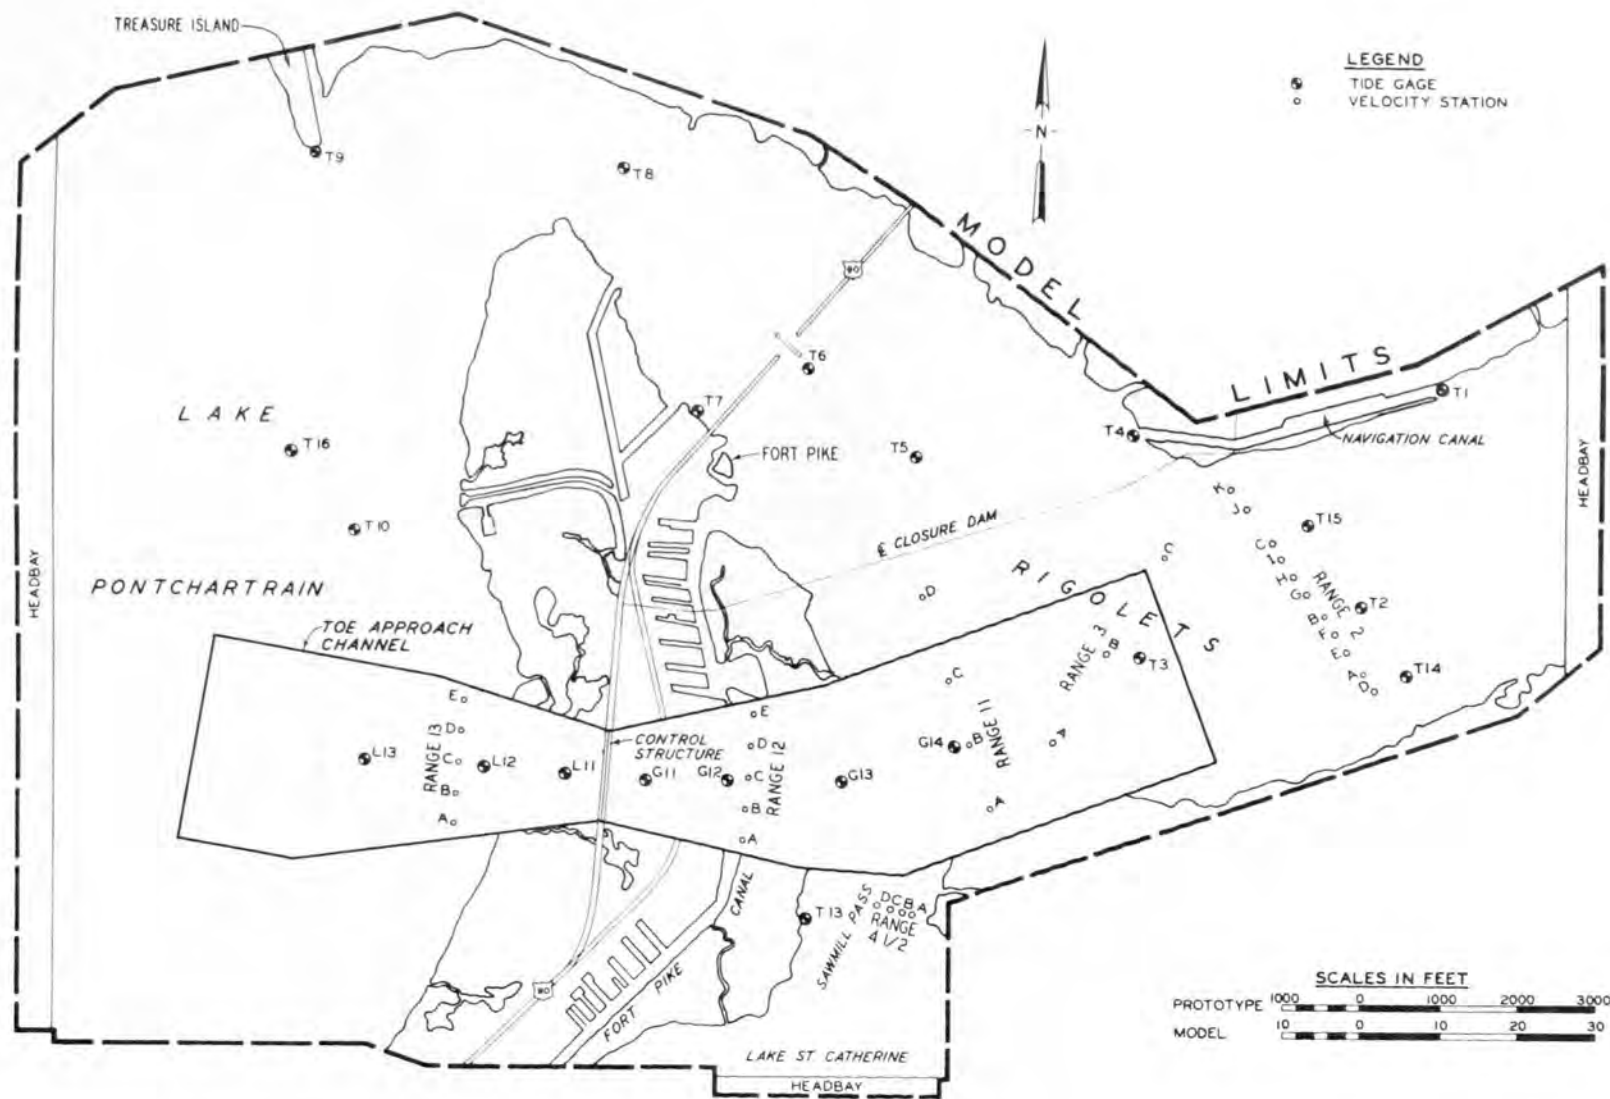 TREASURE ISLAND
LEGEND
TIDE GAGE
VELOCITY STATION
N
T9
T8
MODEL
LIMITS
90
T6
T7
T1
LAKE
T4
NAVIGATION CANAL
T16
FORT PIKE
T5
HEADBAY
K
J
T15
T10
℄ CLOSURE DAM
C
C
I
H
RIGOLETS
HEADBAY
PONTCHARTRAIN
D
G
RANGE 2
T2
B
F
E
TOE APPROACH
CHANNEL
RANGE 3
B
T3
A
T14
D
C
E
E
D
RANGE 13
CONTROL
STRUCTURE
D
RANGE 12
G14
B
RANGE 11
A
L13
C
L12
L11
G11
G12
C
G13
B
B
A
A
A
CANAL
SAWMILL PASS
DCBA
RANGE
4 1/2
T13
90
FORT PIKE
SCALES IN FEET
PROTOTYPE 1000 0 1000 2000 3000
MODEL 10 0 10 20 30
LAKE ST CATHERINE
HEADBAY